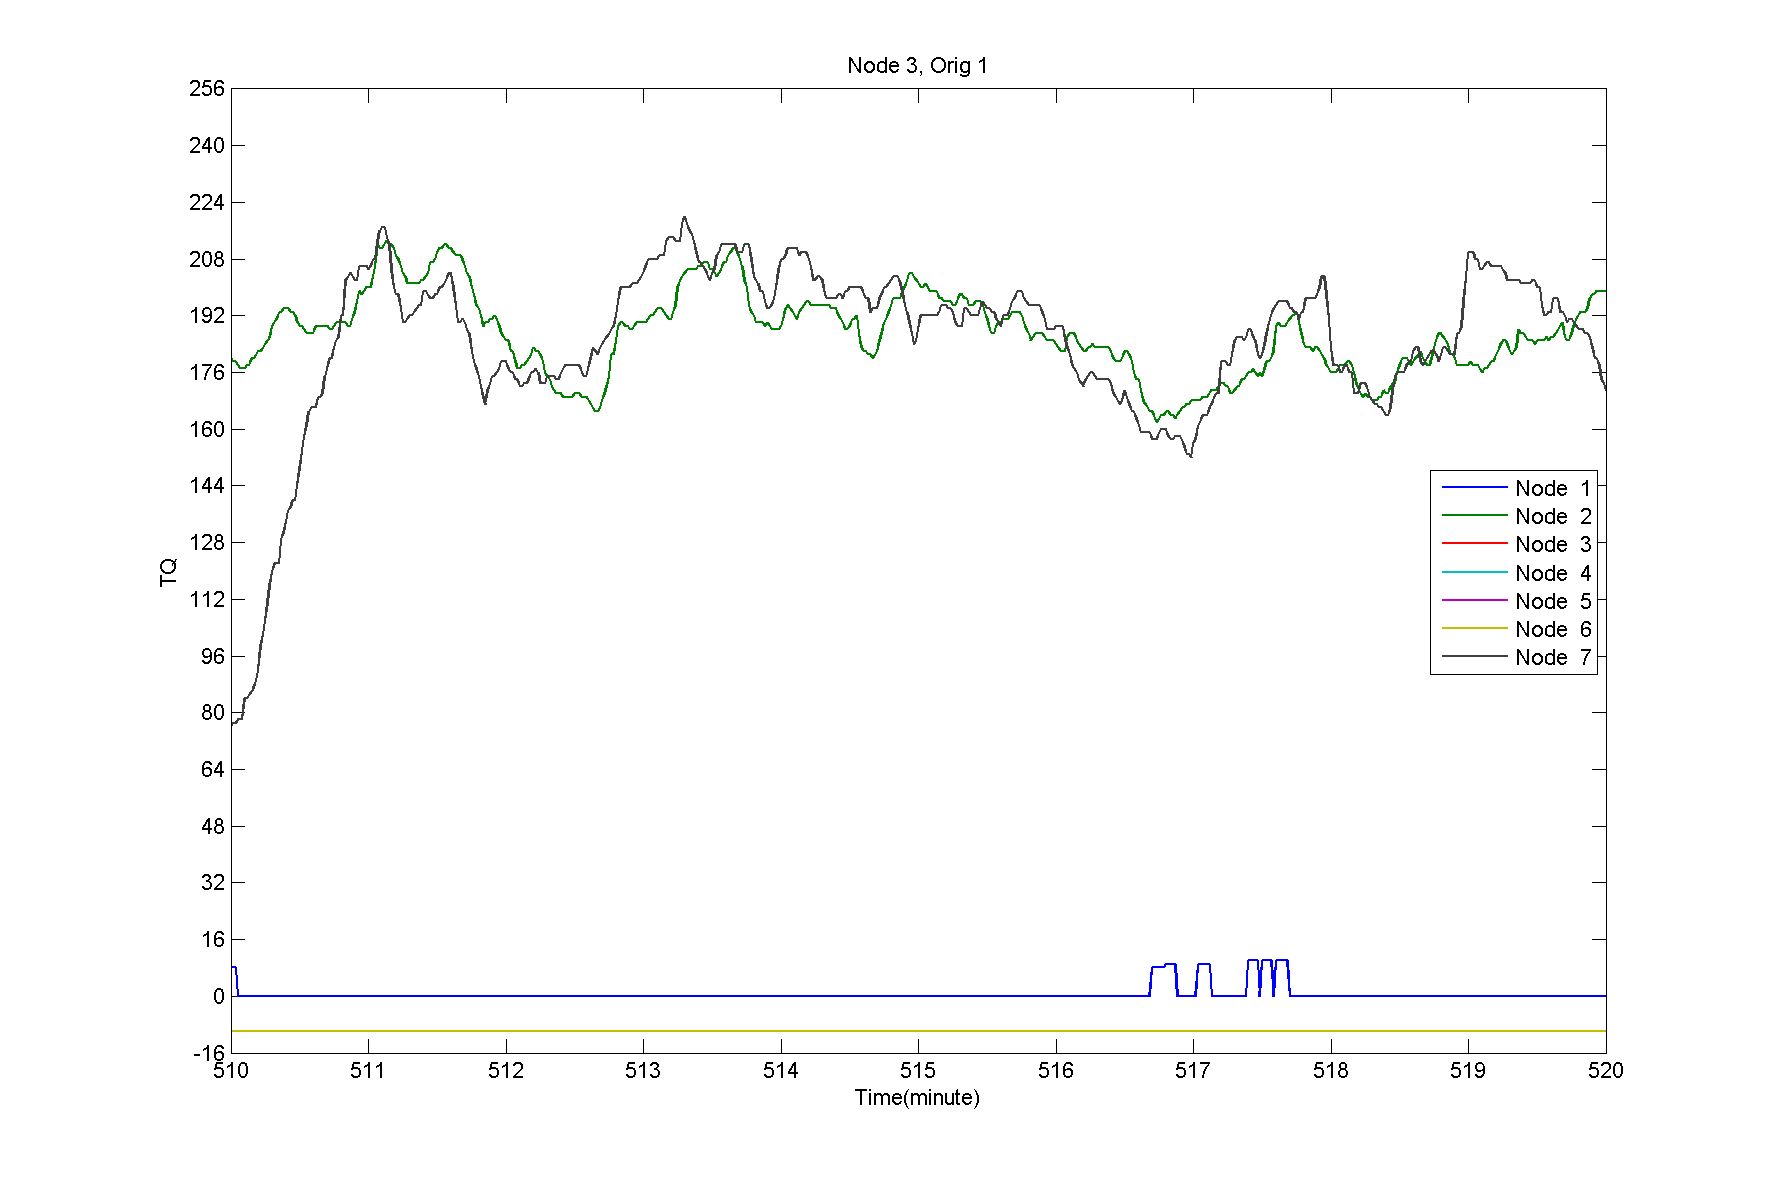 Node 3, Orig 1
256
240
224
208
192
176
160
144
128
112
96
80
64
48
32
16
0
-16
TQ
Node 1
Node 2
Node 3
Node 4
Node 5
Node 6
Node 7
510 511 512 513 514 515 516 517 518 519 520
Time(minute)